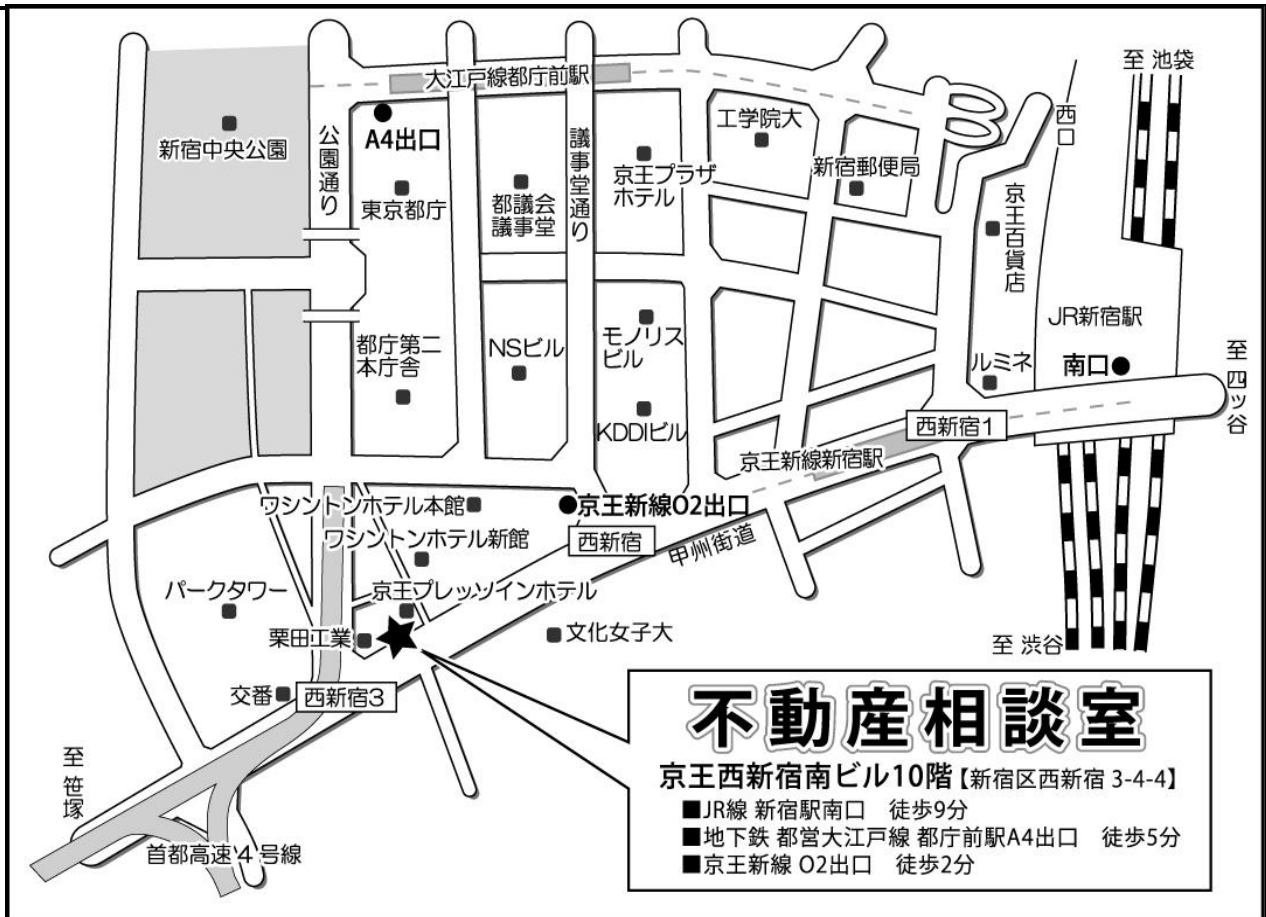 至 池袋
大江戸線都庁前駅
西口
新宿中央公園
公園通り
A4出口
議事堂通り
工学院大
東京都庁
都議会
議事堂
京王プラザ
ホテル
新宿郵便局
京王百貨店
JR新宿駅
都庁第二
本庁舎
NSビル
モノリス
ビル
ルミネ
南口
至 四ッ谷
KDDIビル
西新宿1
京王新線新宿駅
ワシントンホテル本館
京王新線O2出口
ワシントンホテル新館
西新宿
甲州街道
パークタワー
京王プレッソインホテル
栗田工業
文化女子大
至 渋谷
交番
西新宿3
至 笹塚
首都高速4号線
不動産相談室
京王西新宿南ビル10階【新宿区西新宿 3-4-4】
■JR線 新宿駅南口 徒歩9分
■地下鉄 都営大江戸線 都庁前駅A4出口 徒歩5分
■京王新線 O2出口 徒歩2分